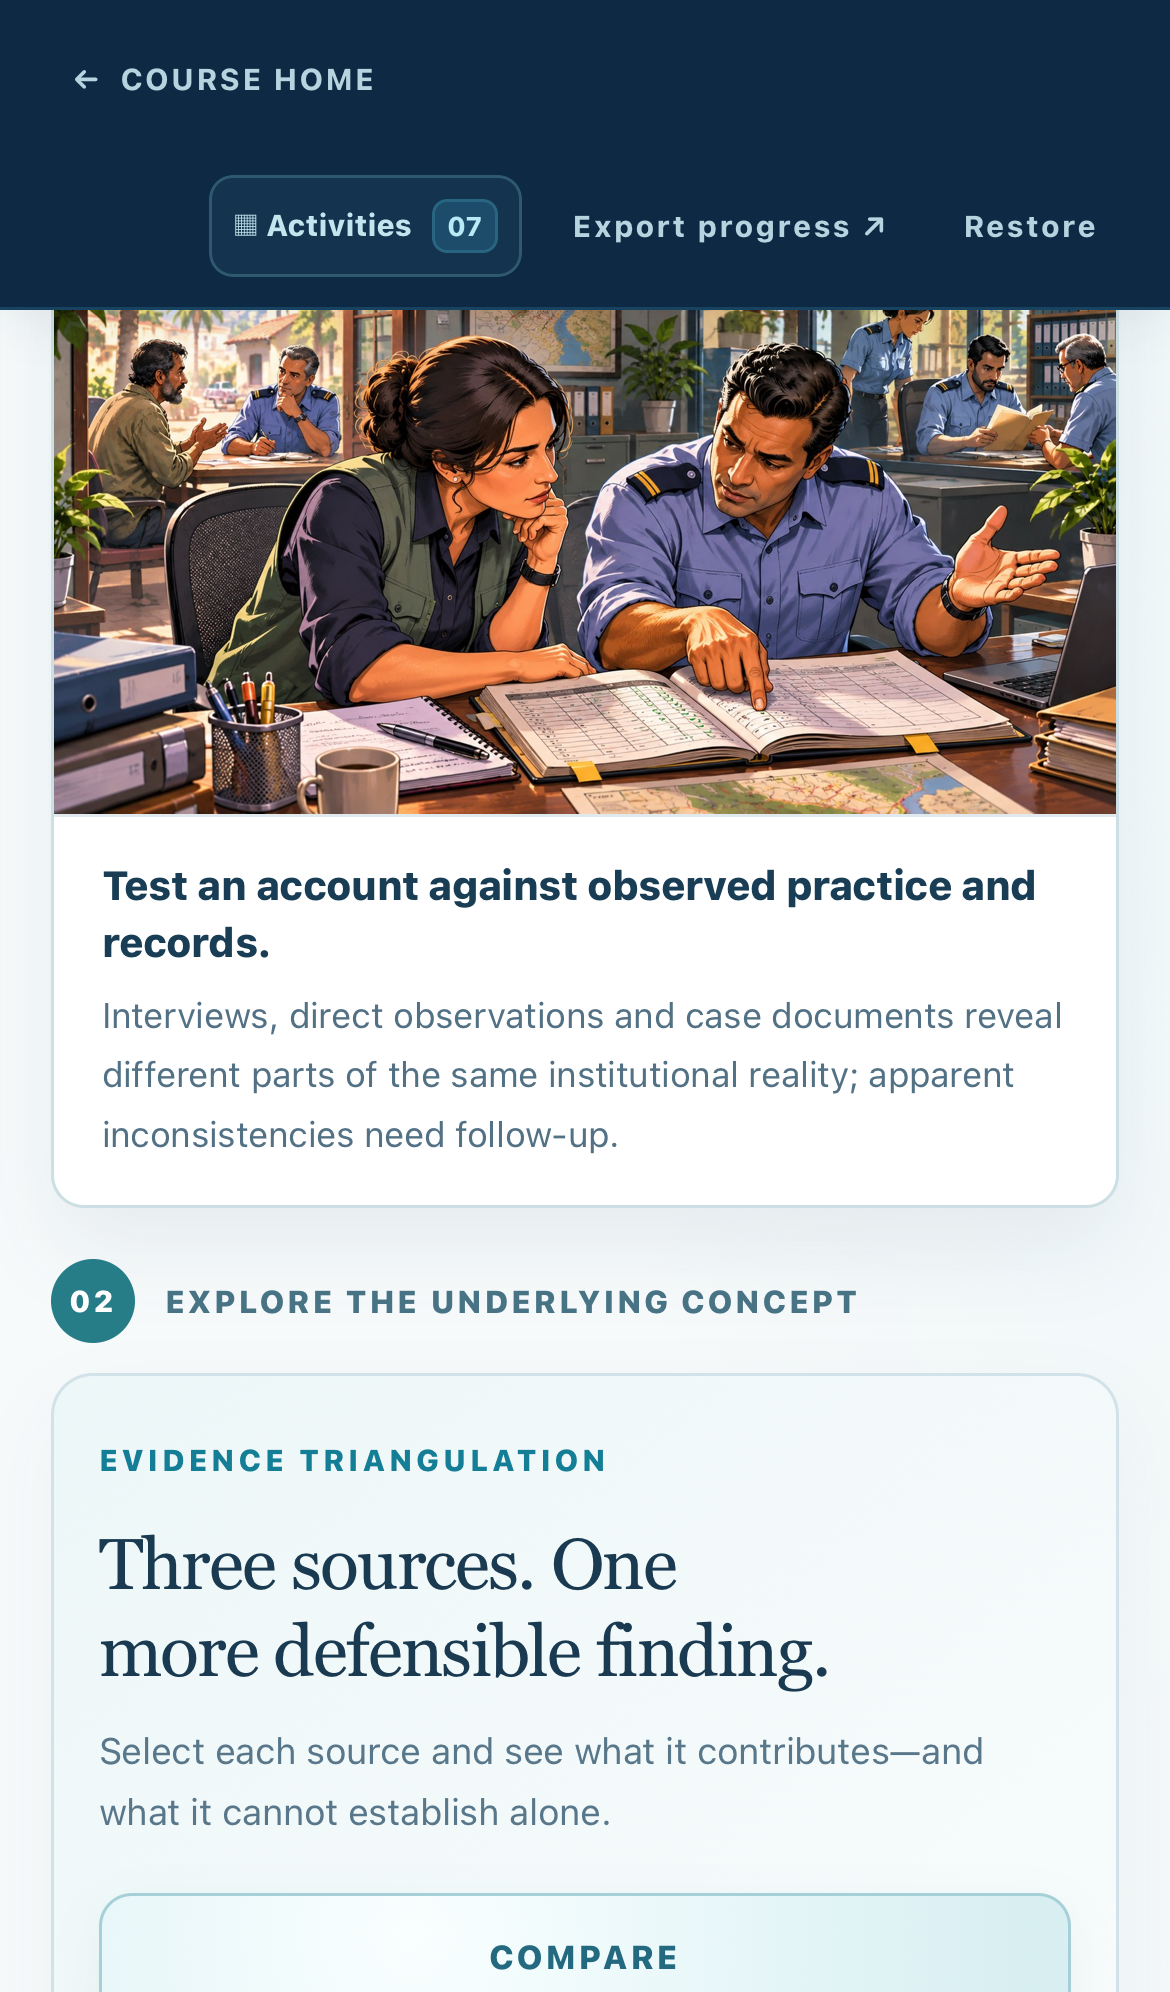 ← COURSE HOME
▦ Activities 07 Export progress ↗ Restore
Test an account against observed practice and
records.
Interviews, direct observations and case documents reveal
different parts of the same institutional reality; apparent
inconsistencies need follow-up.
02 EXPLORE THE UNDERLYING CONCEPT
EVIDENCE TRIANGULATION
Three sources. One
more defensible finding.
Select each source and see what it contributes—and
what it cannot establish alone.
COMPARE